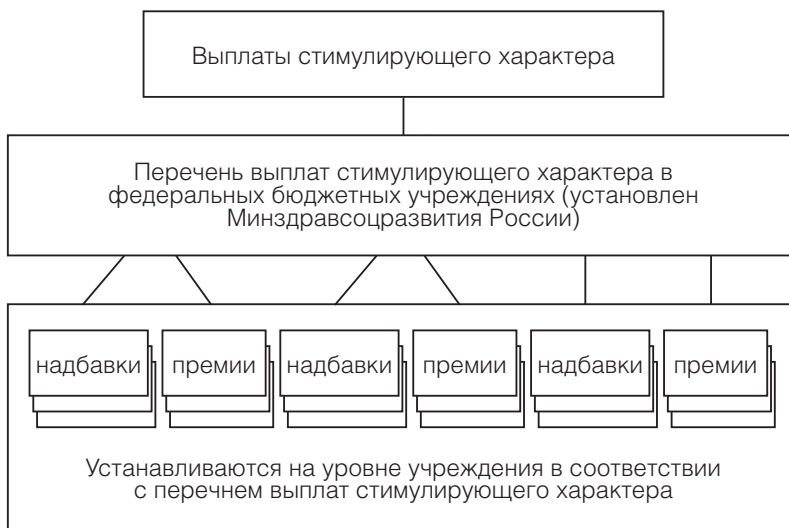 Выплаты стимулирующего характера
Перечень выплат стимулирующего характера в
федеральных бюджетных учреждениях (установлен
Минздравсоцразвития России)
надбавки премии надбавки премии надбавки премии
Устанавливаются на уровне учреждения в соответствии
с перечнем выплат стимулирующего характера